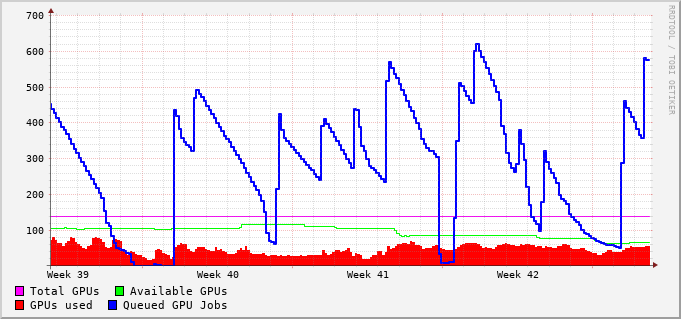 700
600
500
400
300
200
100
Week 39 Week 40 Week 41 Week 42
Total GPUs Available GPUs
GPUs used Queued GPU Jobs
RRDTOOL / TOBI OETIKER